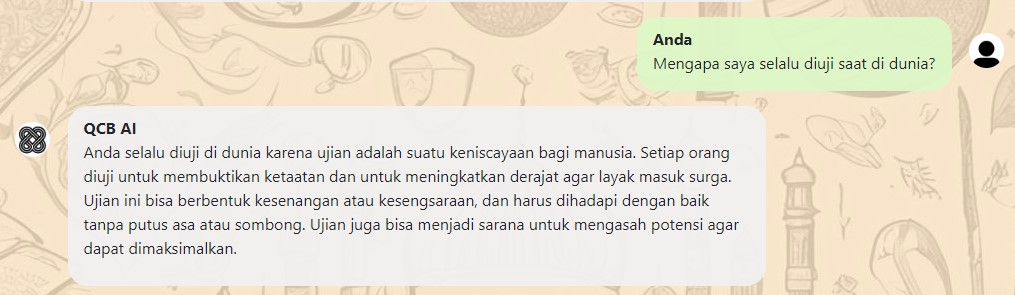 Anda
Mengapa saya selalu diuji saat di dunia?
QCB AI
Anda selalu diuji di dunia karena ujian adalah suatu keniscayaan bagi manusia. Setiap orang
diuji untuk membuktikan ketaatan dan untuk meningkatkan derajat agar layak masuk surga.
Ujian ini bisa berbentuk kesenangan atau kesengsaraan, dan harus dihadapi dengan baik
tanpa putus asa atau sombong. Ujian juga bisa menjadi sarana untuk mengasah potensi agar
dapat dimaksimalkan.